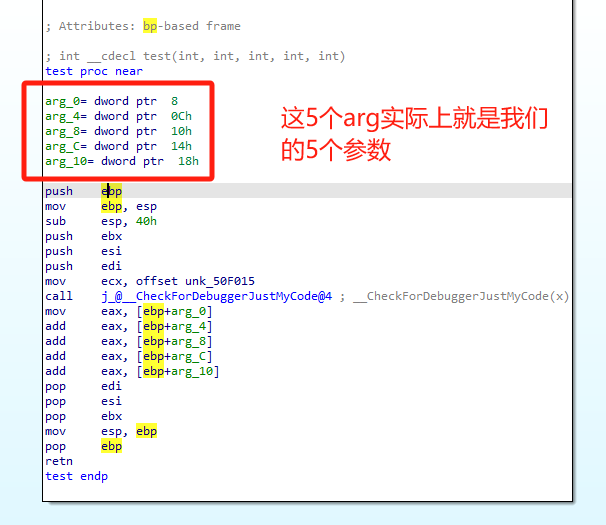 ; Attributes: bp-based frame
; int __cdecl test(int, int, int, int, int)
test proc near
arg_0= dword ptr  8
arg_4= dword ptr  0Ch
arg_8= dword ptr  10h
arg_C= dword ptr  14h
arg_10= dword ptr  18h
这5个arg实际上就是我们
的5个参数
push    ebp
mov     ebp, esp
sub     esp, 40h
push    ebx
push    esi
push    edi
mov     ecx, offset unk_50F015
call    j_@__CheckForDebuggerJustMyCode@4 ; __CheckForDebuggerJustMyCode(x)
mov     eax, [ebp+arg_0]
add     eax, [ebp+arg_4]
add     eax, [ebp+arg_8]
add     eax, [ebp+arg_C]
add     eax, [ebp+arg_10]
pop     edi
pop     esi
pop     ebx
mov     esp, ebp
pop     ebp
retn
test endp